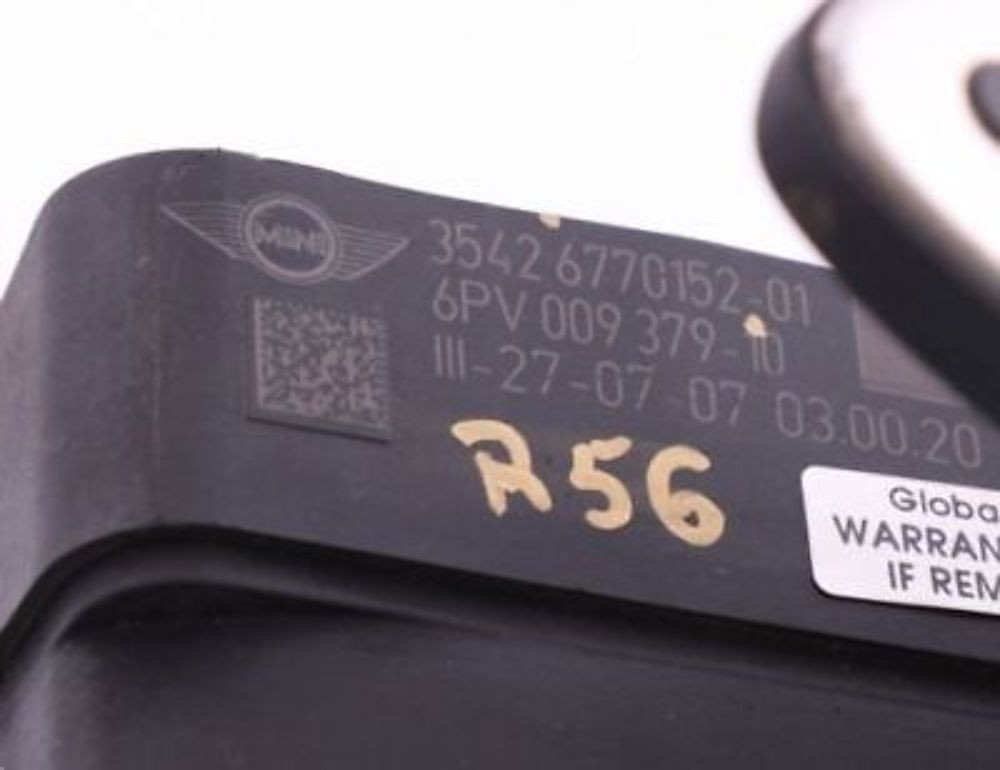 MINI
3542 6770152-01
6PV 009 379-10
III-27-07-07 03.00.20
R56
Globa
WARRAN
IF REM